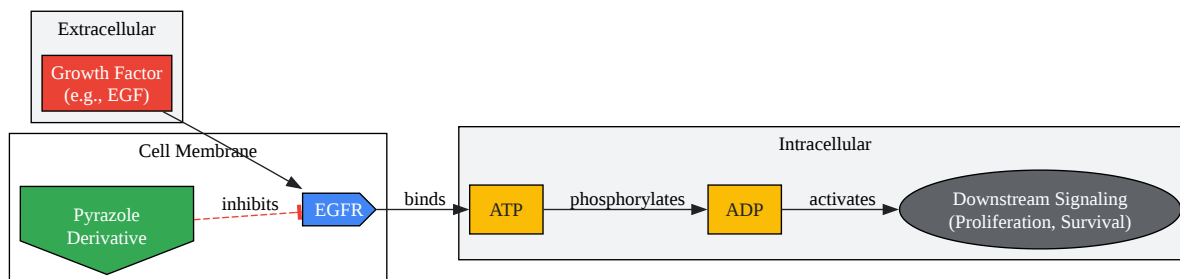 Extracellular
Growth Factor
(e.g., EGF)
Cell Membrane
Pyrazole
Derivative
inhibits
EGFR
binds
Intracellular
ATP
phosphorylates
ADP
activates
Downstream Signaling
(Proliferation, Survival)